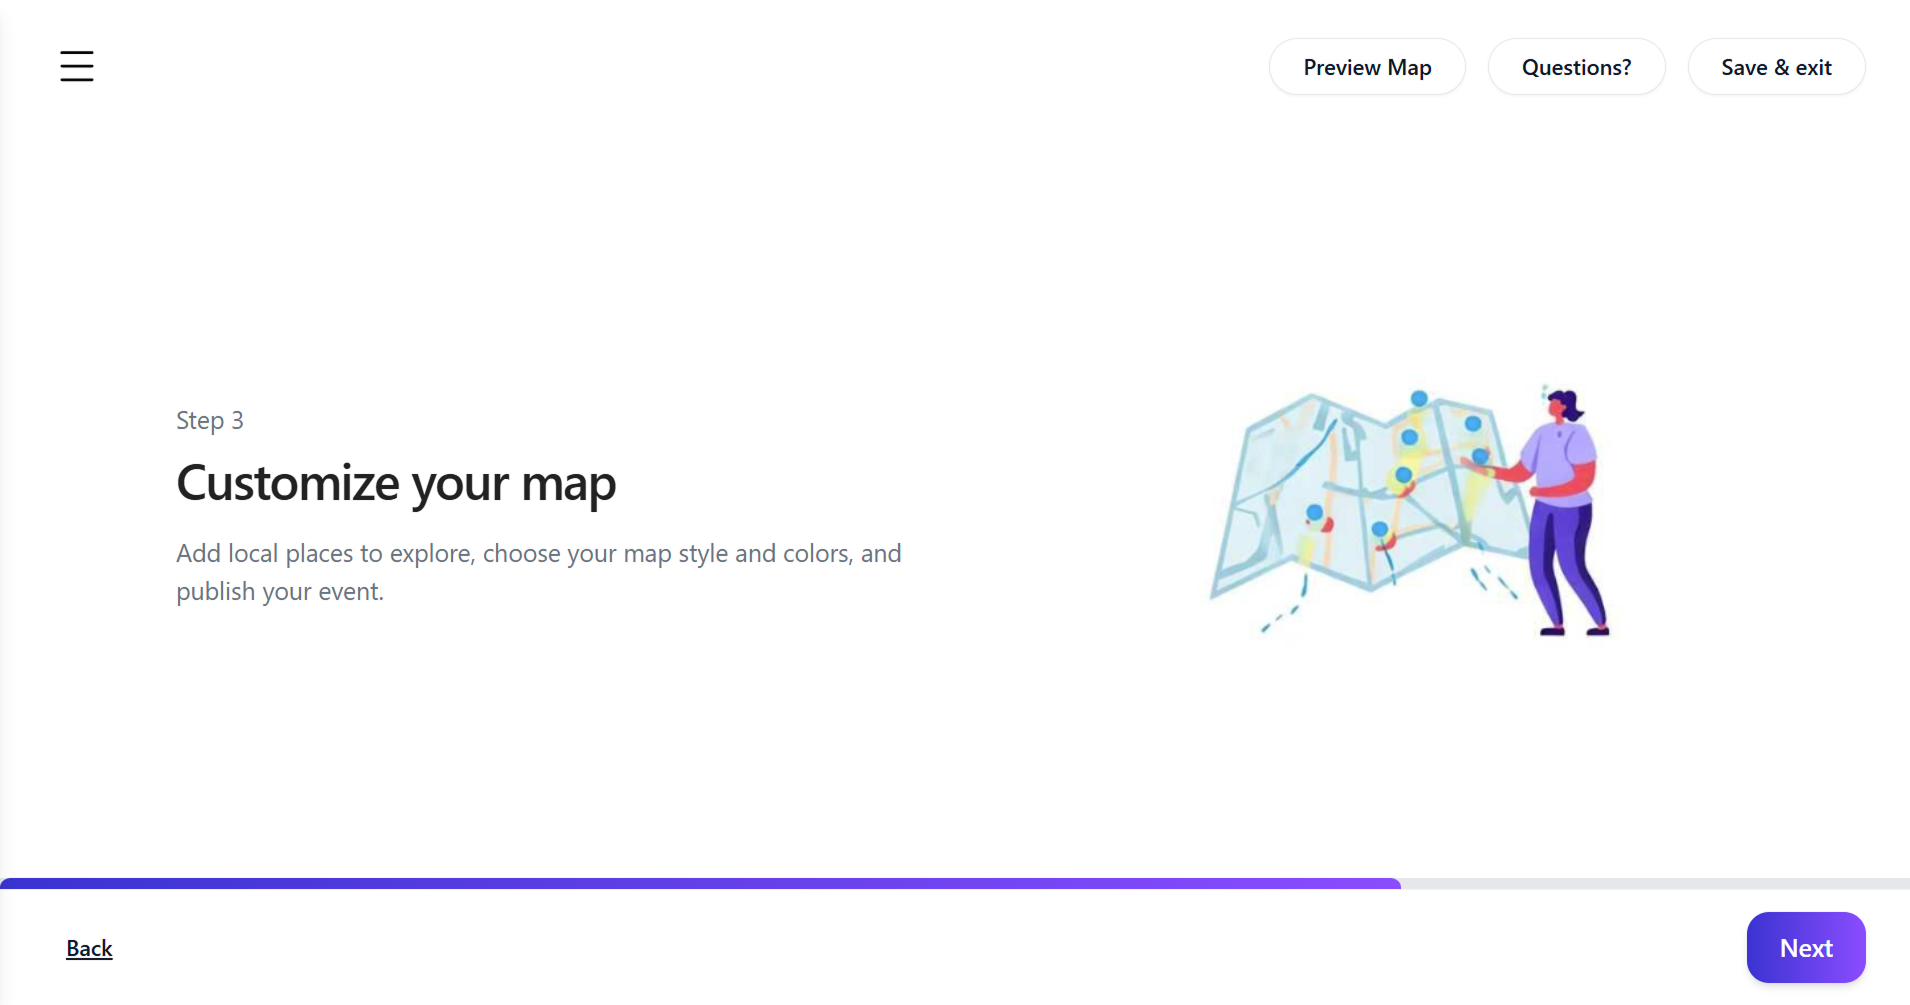 Preview Map
Questions?
Save & exit
Step 3
Customize your map
Add local places to explore, choose your map style and colors, and
publish your event.
Back
Next